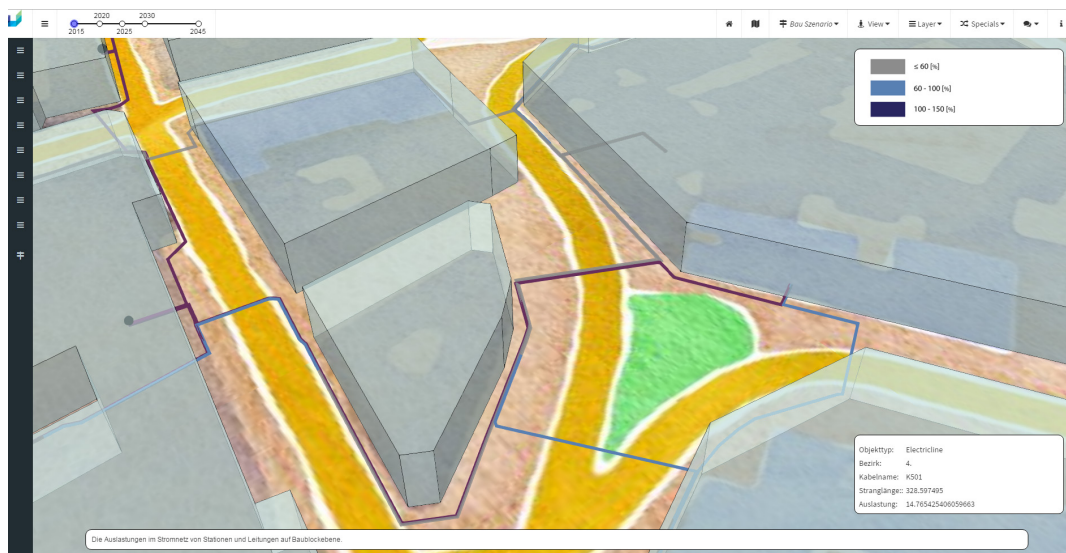 2020 2030
2015 2025 2045
Bau Szenario View Layer Specials i
≤ 60 [%]
60 - 100 [%]
100 - 150 [%]
Objekttyp: Electricline
Bezirk: 4.
Kabelname: K501
Stranglänge:: 328.597495
Auslastung: 14.765425406059663
Die Auslastungen im Stromnetz von Stationen und Leitungen auf Baublockebene.